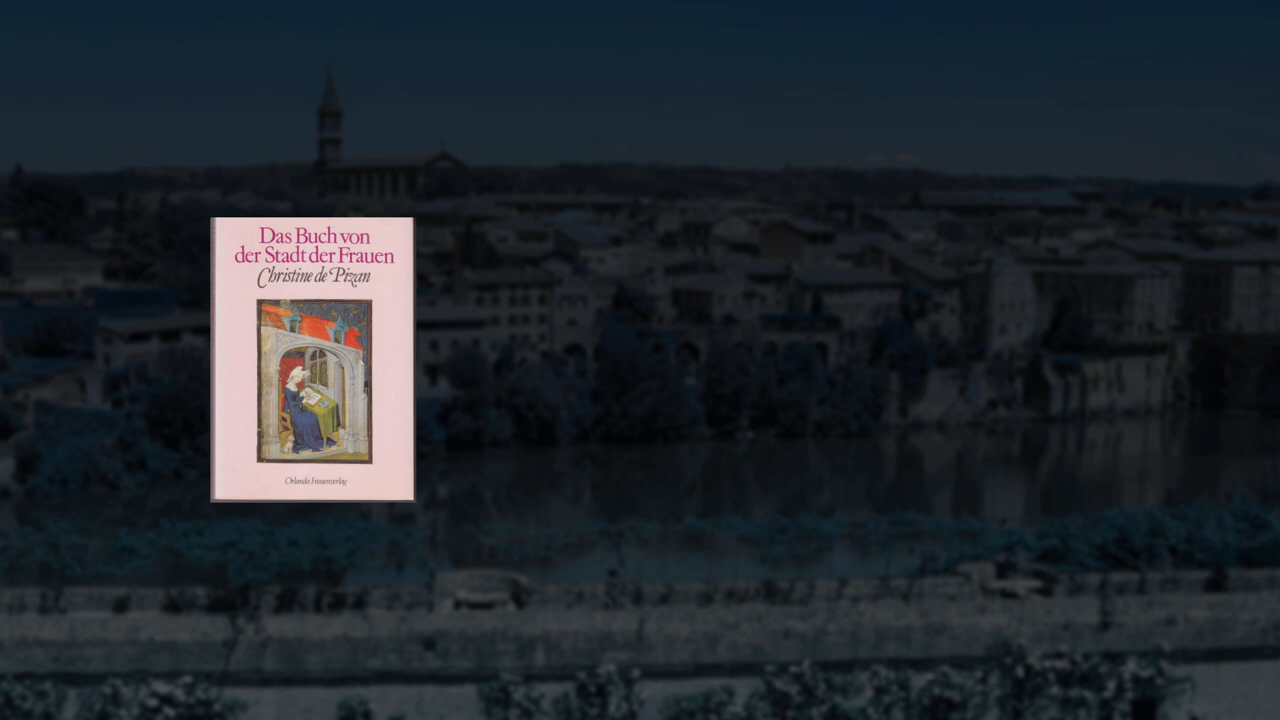 Das Buch von
der Stadt der Frauen
Christine de Pizan
Orlanda Frauenverlag